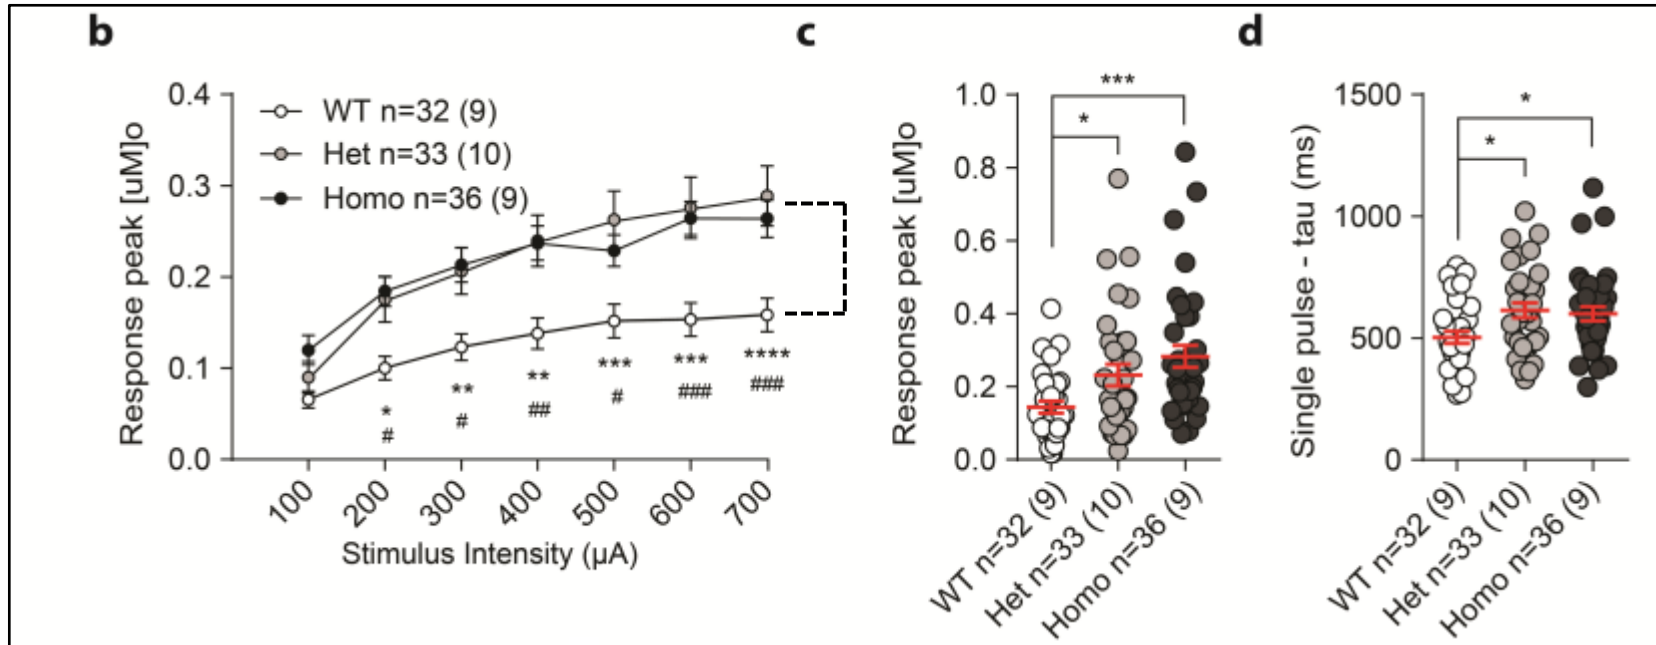 b
0.4
0.3
0.2
0.1
0.0
Response peak [uM]o
WT n=32 (9)
Het n=33 (10)
Homo n=36 (9)
*
#
**
#
**
##
***
#
***
###
****
###
100
200
300
400
500
600
700
Stimulus Intensity (µA)
c
1.0
0.8
0.6
0.4
0.2
0.0
Response peak [uM]o
***
*
WT n=32 (9)
Het n=33 (10)
Homo n=36 (9)
d
1500
1000
500
0
Single pulse - tau (ms)
*
*
WT n=32 (9)
Het n=33 (10)
Homo n=36 (9)